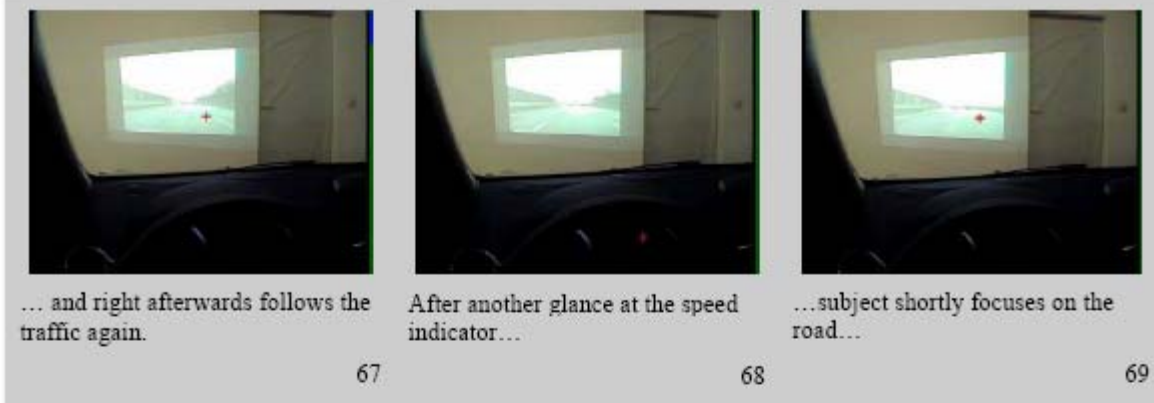 … and right afterwards follows the
traffic again.
67
After another glance at the speed
indicator…
68
…subject shortly focuses on the
road…
69